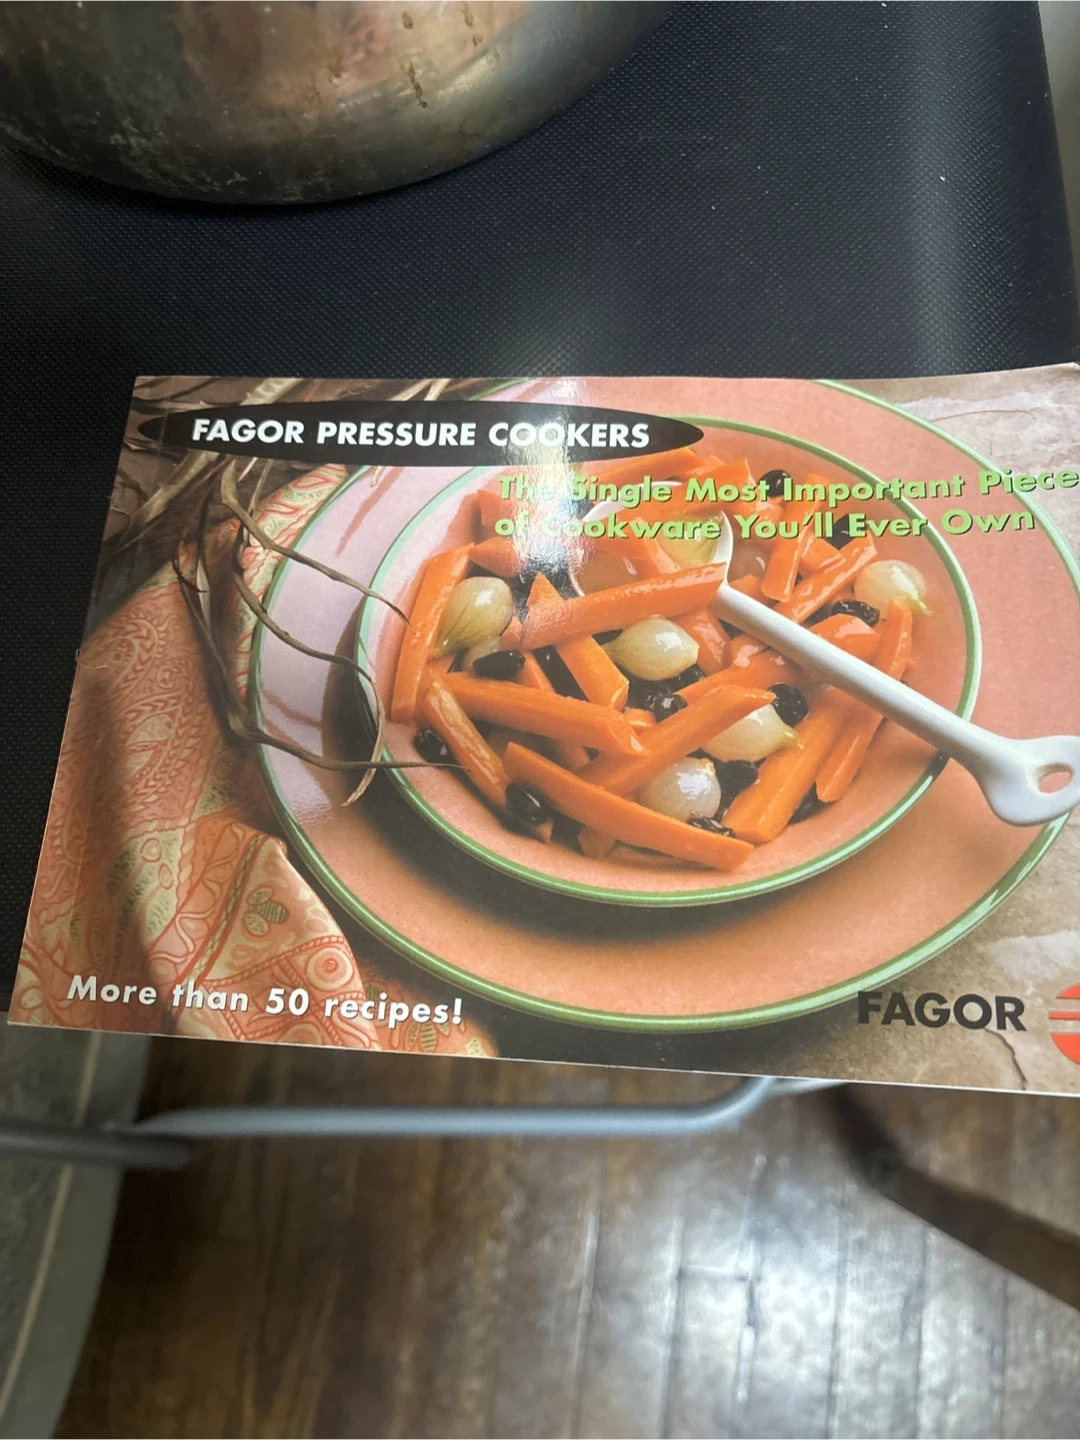 FAGOR PRESSURE COOKERS
The Single Most Important Piece
of Cookware You'll Ever Own
More than 50 recipes!
FAGOR